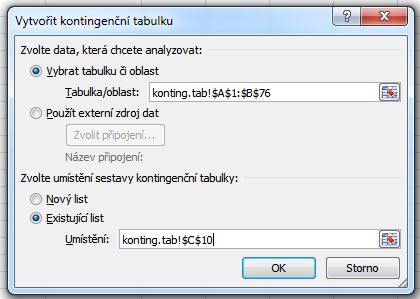 Vytvořit kontingenční tabulku
Zvolte data, která chcete analyzovat:
Vybrat tabulku či oblast
Tabulka/oblast: konting.tab!$A$1:$B$76
Použít externí zdroj dat
Zvolit připojení...
Název připojení:
Zvolte umístění sestavy kontingenční tabulky:
Nový list
Existující list
Umístění: konting.tab!$C$10
OK Storno